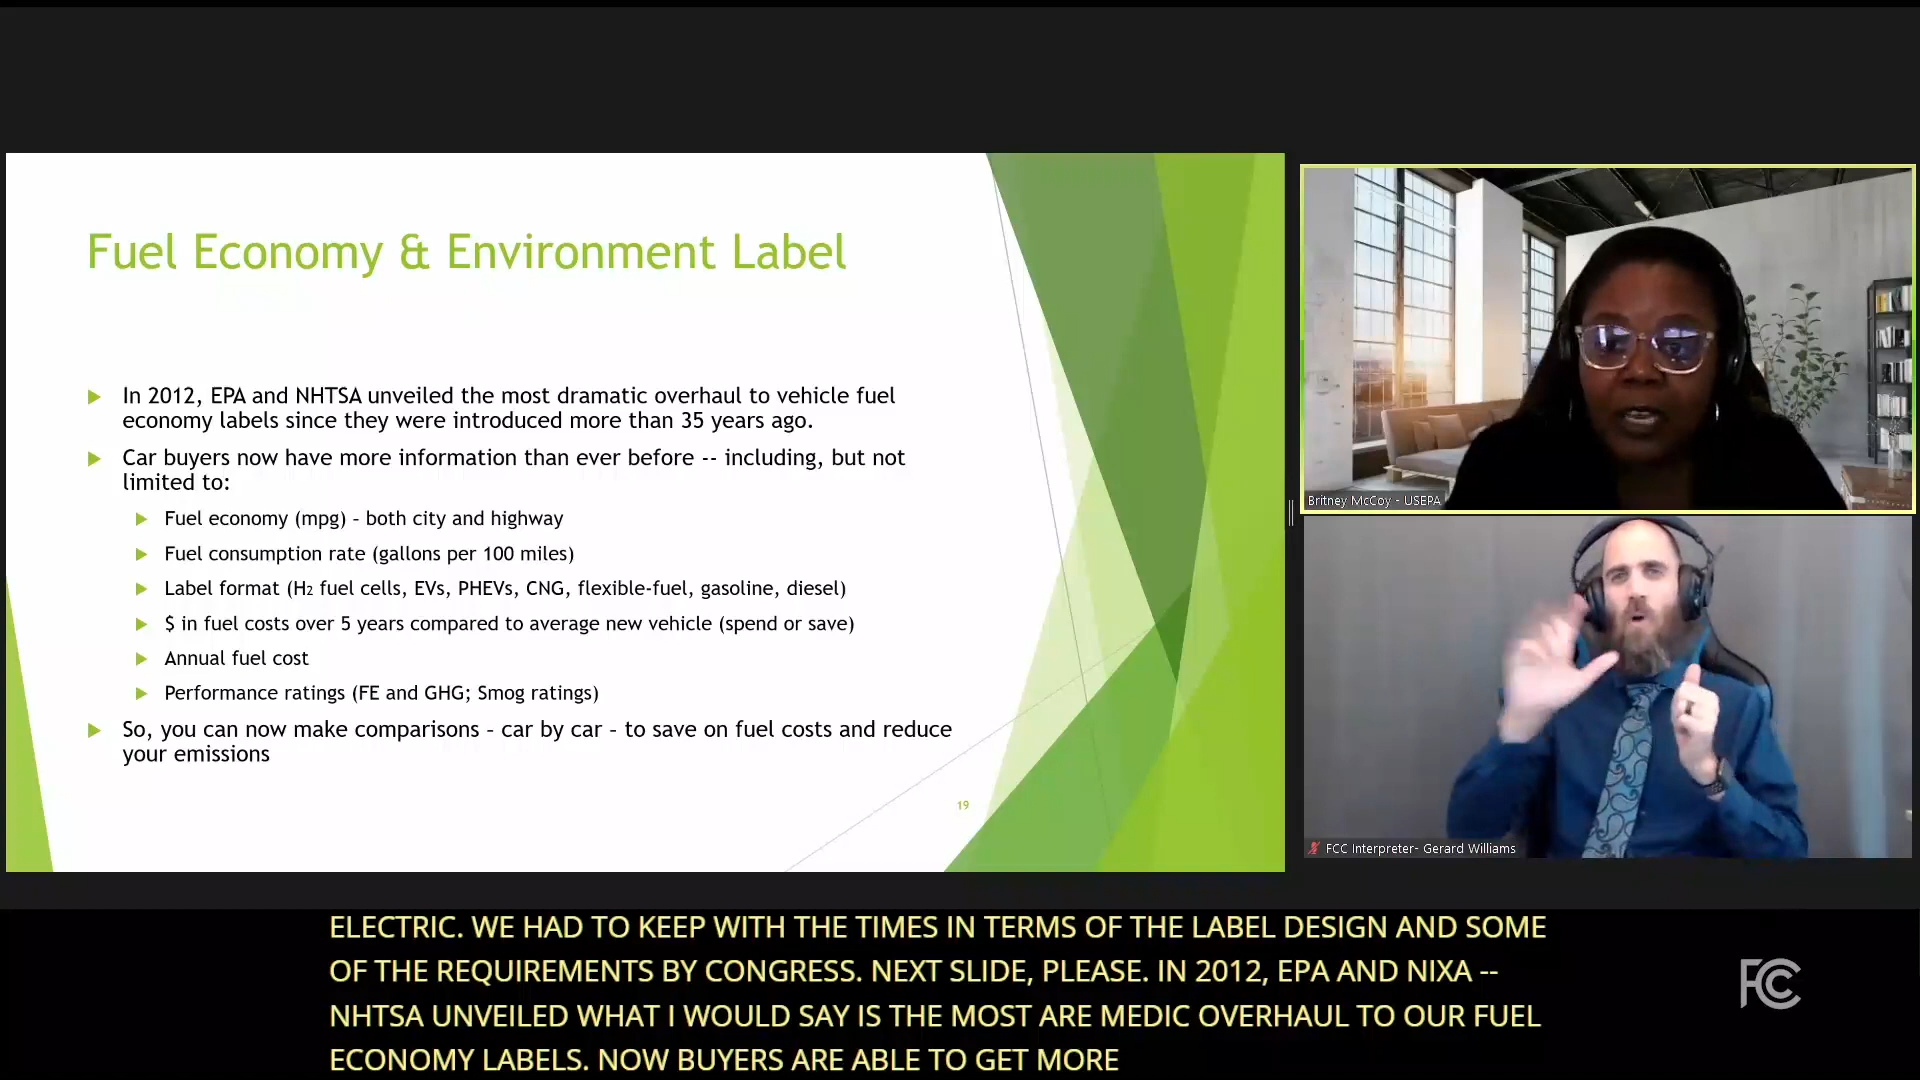 Fuel Economy & Environment Label
In 2012, EPA and NHTSA unveiled the most dramatic overhaul to vehicle fuel
economy labels since they were introduced more than 35 years ago.
Car buyers now have more information than ever before -- including, but not
limited to:
Fuel economy (mpg) – both city and highway
Fuel consumption rate (gallons per 100 miles)
Label format (H2 fuel cells, EVs, PHEVs, CNG, flexible-fuel, gasoline, diesel)
$ in fuel costs over 5 years compared to average new vehicle (spend or save)
Annual fuel cost
Performance ratings (FE and GHG; Smog ratings)
So, you can now make comparisons – car by car – to save on fuel costs and reduce
your emissions
19
Britney McCoy - USEPA
FCC Interpreter- Gerard Williams
ELECTRIC. WE HAD TO KEEP WITH THE TIMES IN TERMS OF THE LABEL DESIGN AND SOME
OF THE REQUIREMENTS BY CONGRESS. NEXT SLIDE, PLEASE. IN 2012, EPA AND NIXA --
NHTSA UNVEILED WHAT I WOULD SAY IS THE MOST ARE MEDIC OVERHAUL TO OUR FUEL
ECONOMY LABELS. NOW BUYERS ARE ABLE TO GET MORE
FCC